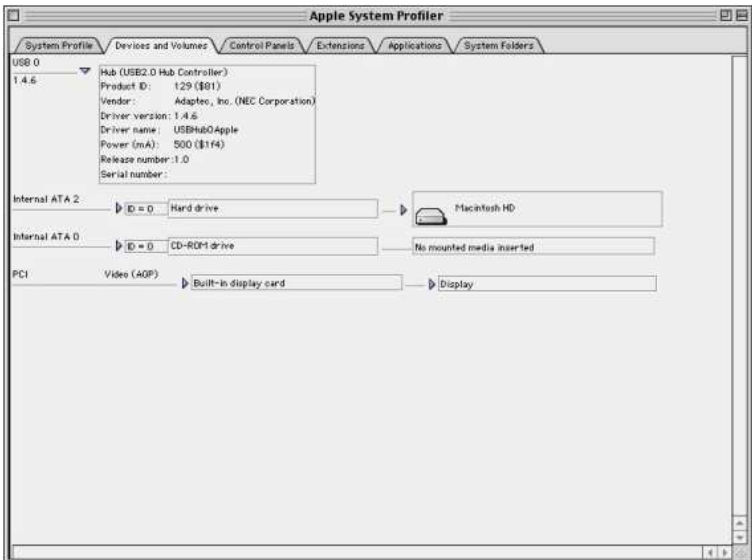 Apple System Profiler
System Profile Devices and Volumes Control Panels Extensions Applications System Folders
USB 0
1.4.6
Hub (USB2.0 Hub Controller)
Product ID: 129 ($81)
Vendor: Adaptec, Inc. (NEC Corporation)
Driver version: 1.4.6
Driver name: USBHub0Apple
Power (mA): 500 ($1f4)
Release number: 1.0
Serial number:
Internal ATA 2
ID = 0 Hard drive Macintosh HD
Internal ATA 0
ID = 0 CD-ROM drive No mounted media inserted
PCI Video (AGP)
Built-in display card Display